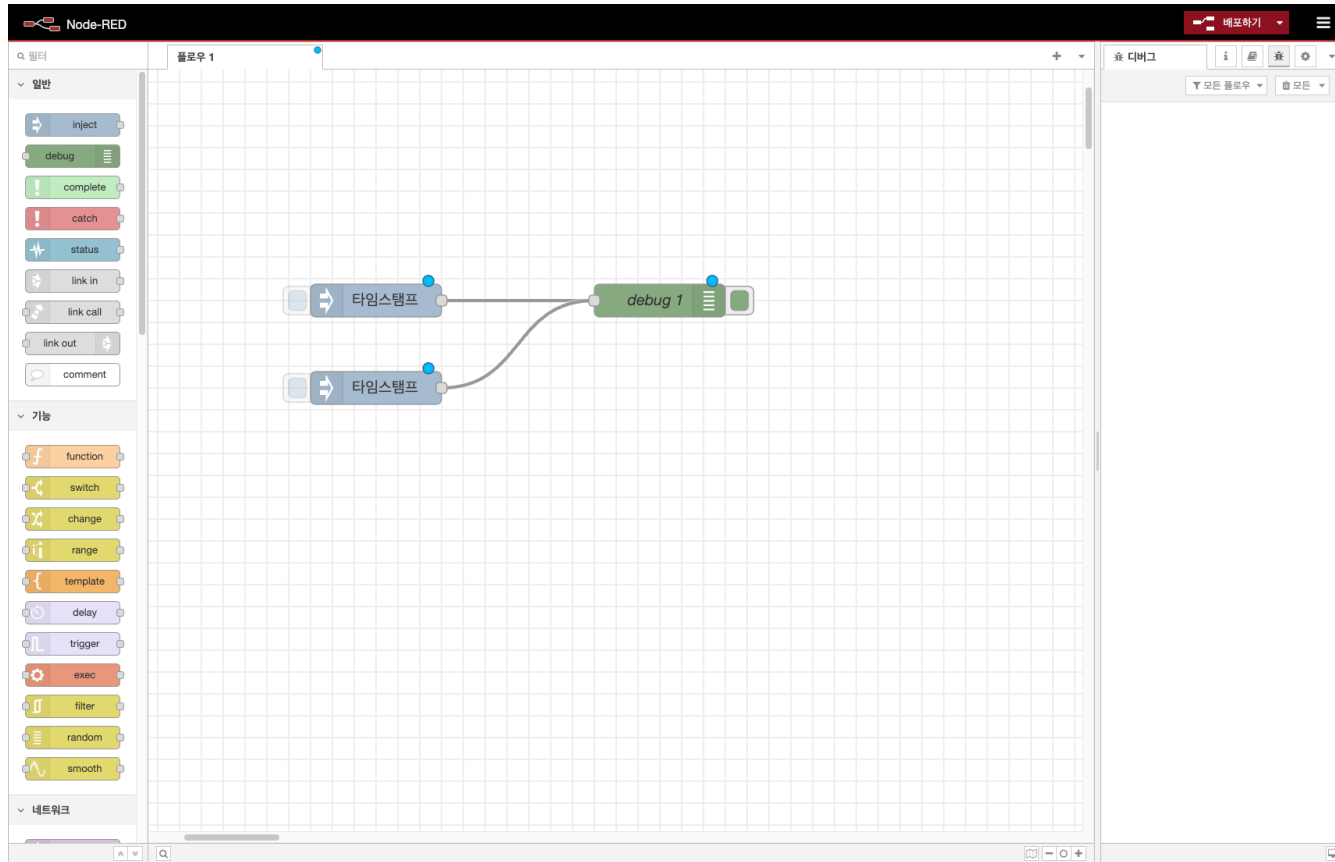 Node-RED
배포하기
필터
플로우 1
디버그
모든 플로우
모든
일반
inject
debug
complete
catch
status
link in
link call
link out
comment
기능
function
switch
change
range
template
delay
trigger
exec
filter
random
smooth
네트워크
타임스탬프
debug 1
타임스탬프